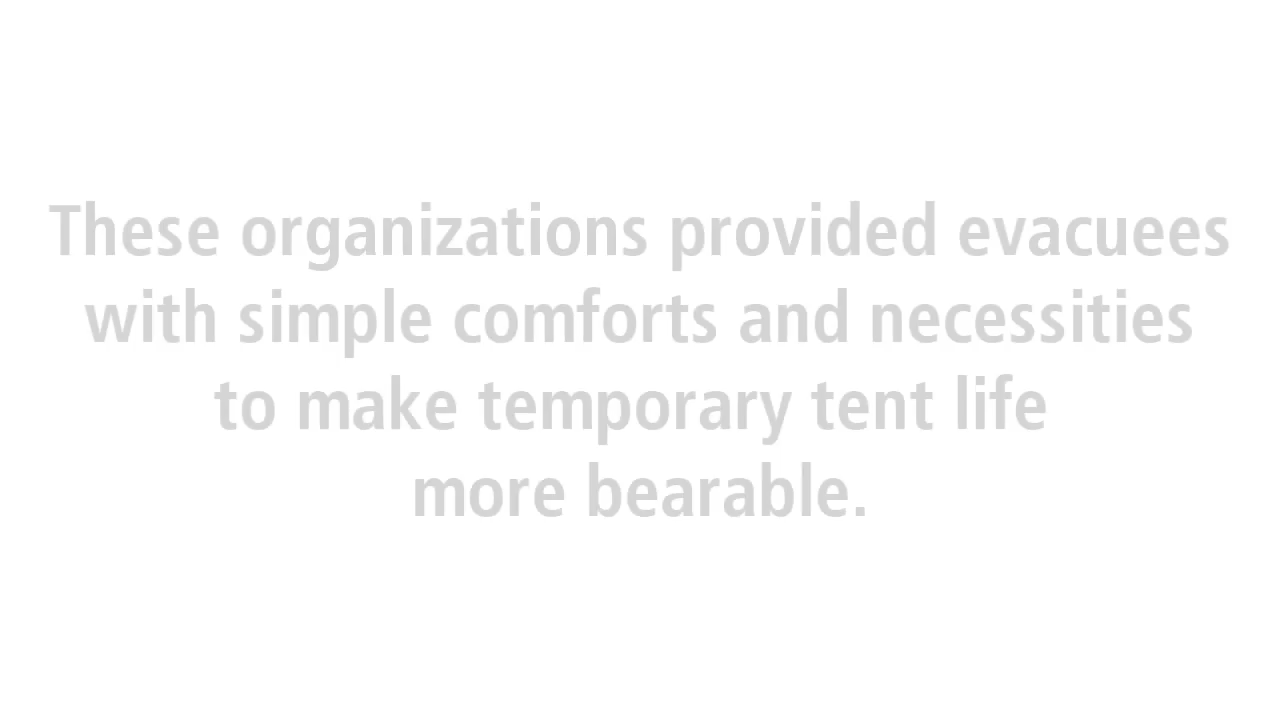 These organizations provided evacuees
with simple comforts and necessities
to make temporary tent life
more bearable.